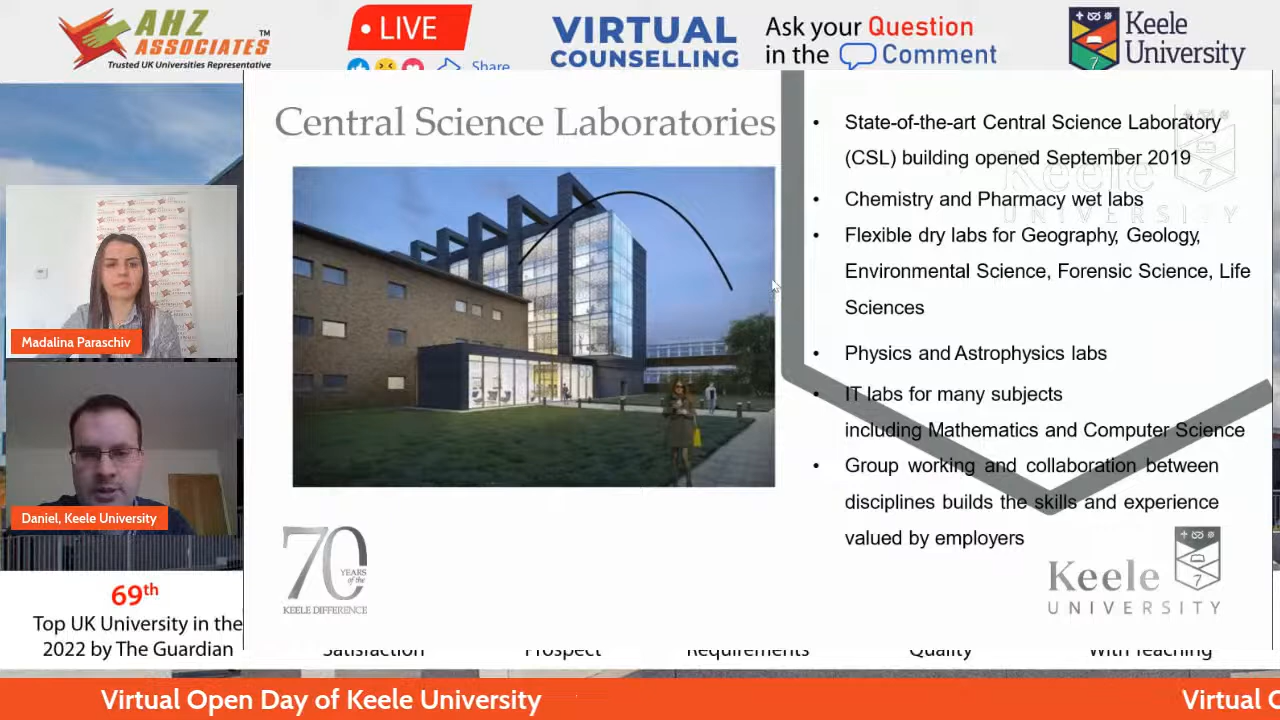 AHZ
ASSOCIATES
TM
Trusted UK Universities Representative
• LIVE
Share
VIRTUAL
COUNSELLING
Ask your Question
in the Comment
Keele
University
Central Science Laboratories
• State-of-the-art Central Science Laboratory
(CSL) building opened September 2019
• Chemistry and Pharmacy wet labs
• Flexible dry labs for Geography, Geology,
Environmental Science, Forensic Science, Life
Sciences
• Physics and Astrophysics labs
• IT labs for many subjects
including Mathematics and Computer Science
• Group working and collaboration between
disciplines builds the skills and experience
valued by employers
Keele
UNIVERSITY
Madalina Paraschiv
Daniel, Keele University
70
YEARS
of the
KEELE DIFFERENCE
Keele
UNIVERSITY
69th
Top UK University in the
2022 by The Guardian
Satisfaction Prospect Requirements Quality With Teaching
Virtual Open Day of Keele University
Virtual